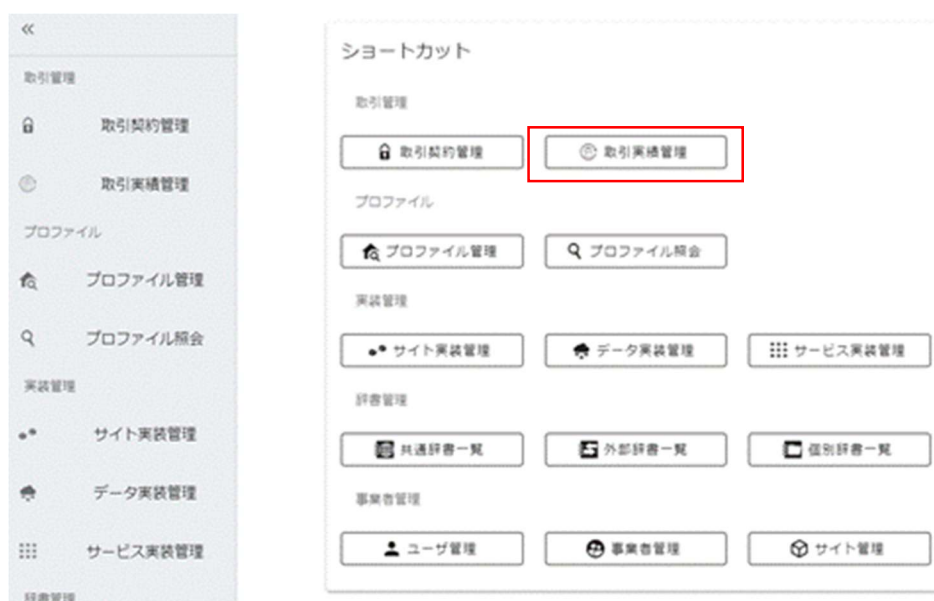 «
取引管理
取引契約管理
取引実績管理
プロファイル
プロファイル管理
プロファイル照会
実装管理
サイト実装管理
データ実装管理
サービス実装管理
辞書管理
ショートカット
取引管理
取引契約管理 取引実績管理
プロファイル
プロファイル管理 プロファイル照会
実装管理
サイト実装管理 データ実装管理 サービス実装管理
辞書管理
共通辞書一覧 外部辞書一覧 個別辞書一覧
事業者管理
ユーザ管理 事業者管理 サイト管理